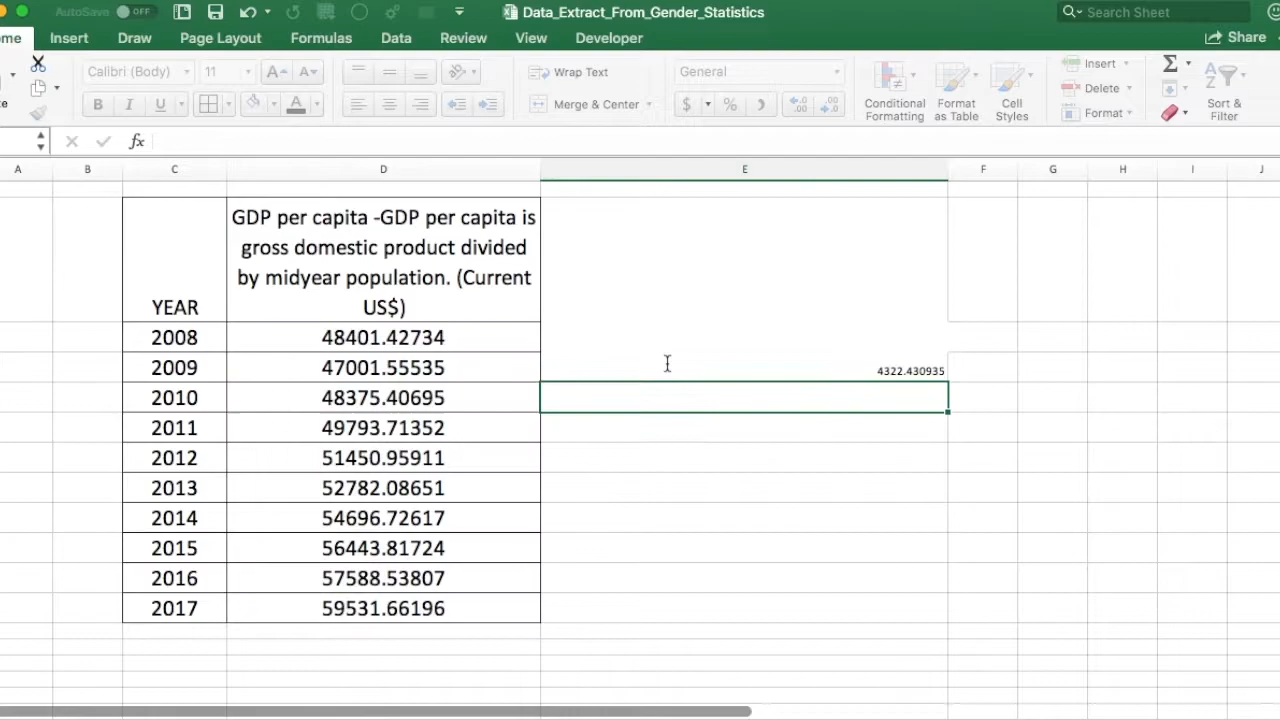 AutoSave OFF
Data_Extract_From_Gender_Statistics
Search Sheet
Insert Draw Page Layout Formulas Data Review View Developer
Share
Calibri (Body) 11 A A
Wrap Text
General
Insert
B I U A
Merge & Center
$ %
Conditional Formatting
Format as Table
Cell Styles
Delete
Format
Sort & Filter
fx
A B C D E F G H I J
YEAR
GDP per capita -GDP per capita is
gross domestic product divided
by midyear population. (Current
US$)
2008 48401.42734
2009 47001.55535 4322.430935
2010 48375.40695
2011 49793.71352
2012 51450.95911
2013 52782.08651
2014 54696.72617
2015 56443.81724
2016 57588.53807
2017 59531.66196